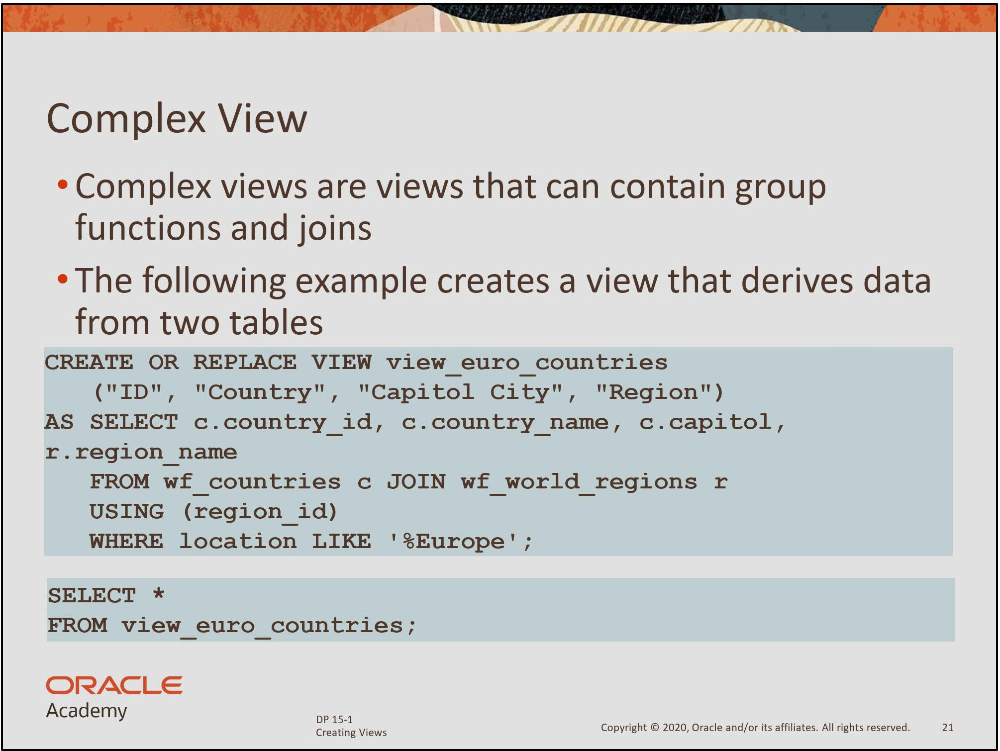 Complex View
• Complex views are views that can contain group
functions and joins
• The following example creates a view that derives data
from two tables
CREATE OR REPLACE VIEW view_euro_countries
("ID", "Country", "Capitol City", "Region")
AS SELECT c.country_id, c.country_name, c.capitol,
r.region_name
FROM wf_countries c JOIN wf_world_regions r
USING (region_id)
WHERE location LIKE '%Europe';
SELECT *
FROM view_euro_countries;
ORACLE
Academy
DP 15-1
Creating Views
Copyright © 2020, Oracle and/or its affiliates. All rights reserved. 21